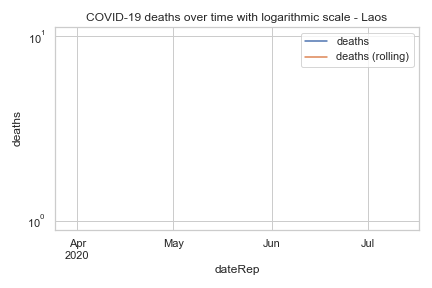 COVID-19 deaths over time with logarithmic scale - Laos
10¹
deaths
deaths (rolling)
deaths
10⁰
Apr May Jun Jul
2020
dateRep